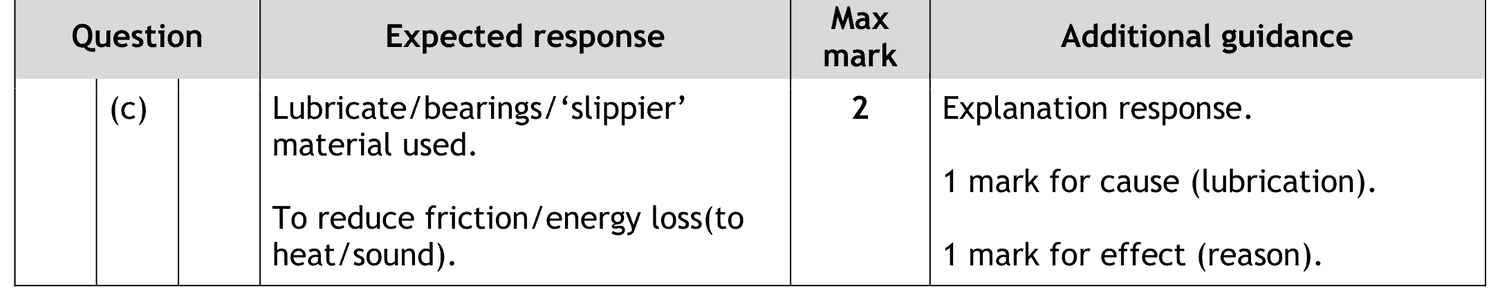 Question
Expected response
Max
mark
Additional guidance
(c)
Lubricate/bearings/‘slippier’
material used.
To reduce friction/energy loss(to
heat/sound).
2
Explanation response.
1 mark for cause (lubrication).
1 mark for effect (reason).